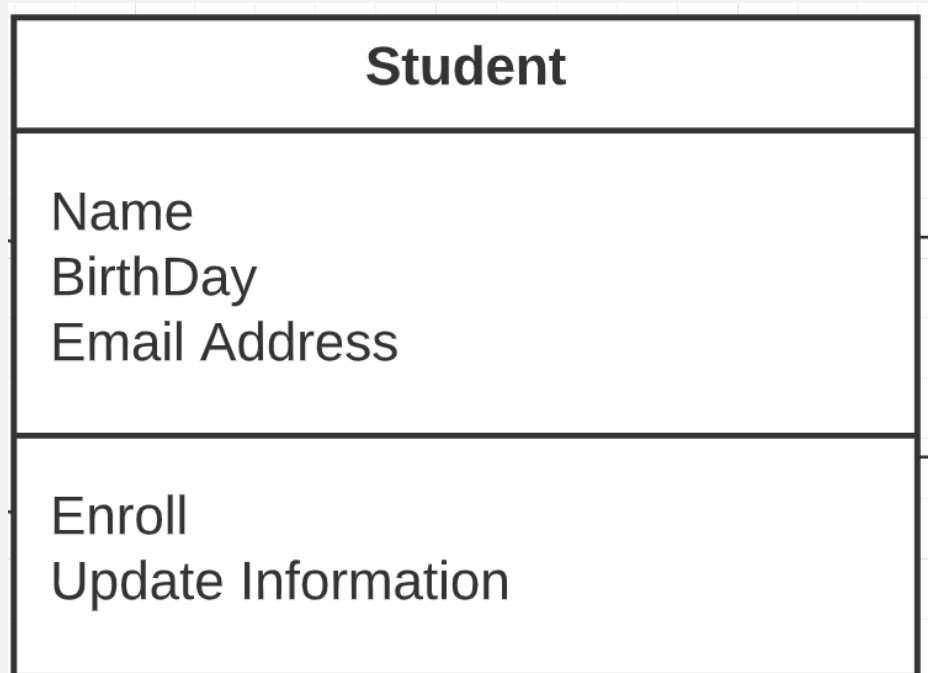 Student
Name
BirthDay
Email Address
Enroll
Update Information